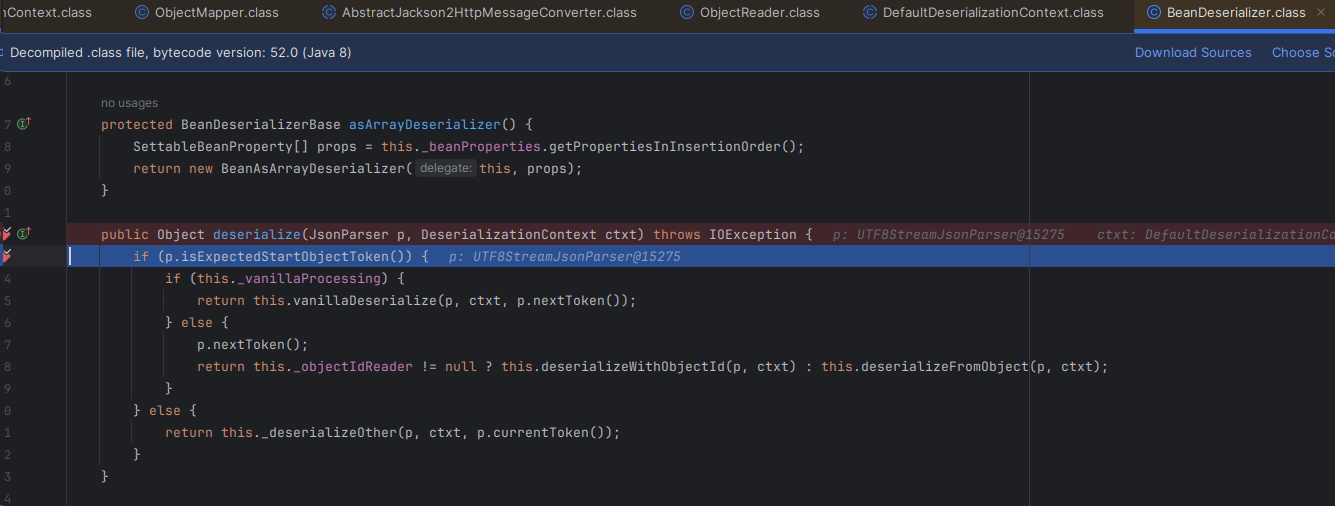 nContext.class ObjectMapper.class AbstractJackson2HttpMessageConverter.class ObjectReader.class DefaultDeserializationContext.class BeanDeserializer.class ×
Decompiled .class file, bytecode version: 52.0 (Java 8) Download Sources Choose So
6
no usages
7 protected BeanDeserializerBase asArrayDeserializer() {
8 SettableBeanProperty[] props = this._beanProperties.getPropertiesInInsertionOrder();
9 return new BeanAsArrayDeserializer( delegate: this, props);
0 }
1
public Object deserialize(JsonParser p, DeserializationContext ctxt) throws IOException { p: UTF8StreamJsonParser@15275 ctxt: DefaultDeserializationCo
if (p.isExpectedStartObjectToken()) { p: UTF8StreamJsonParser@15275
4 if (this._vanillaProcessing) {
5 return this.vanillaDeserialize(p, ctxt, p.nextToken());
6 } else {
7 p.nextToken();
8 return this._objectIdReader != null ? this.deserializeWithObjectId(p, ctxt) : this.deserializeFromObject(p, ctxt);
9 }
0 } else {
1 return this._deserializeOther(p, ctxt, p.currentToken());
2 }
3 }
4